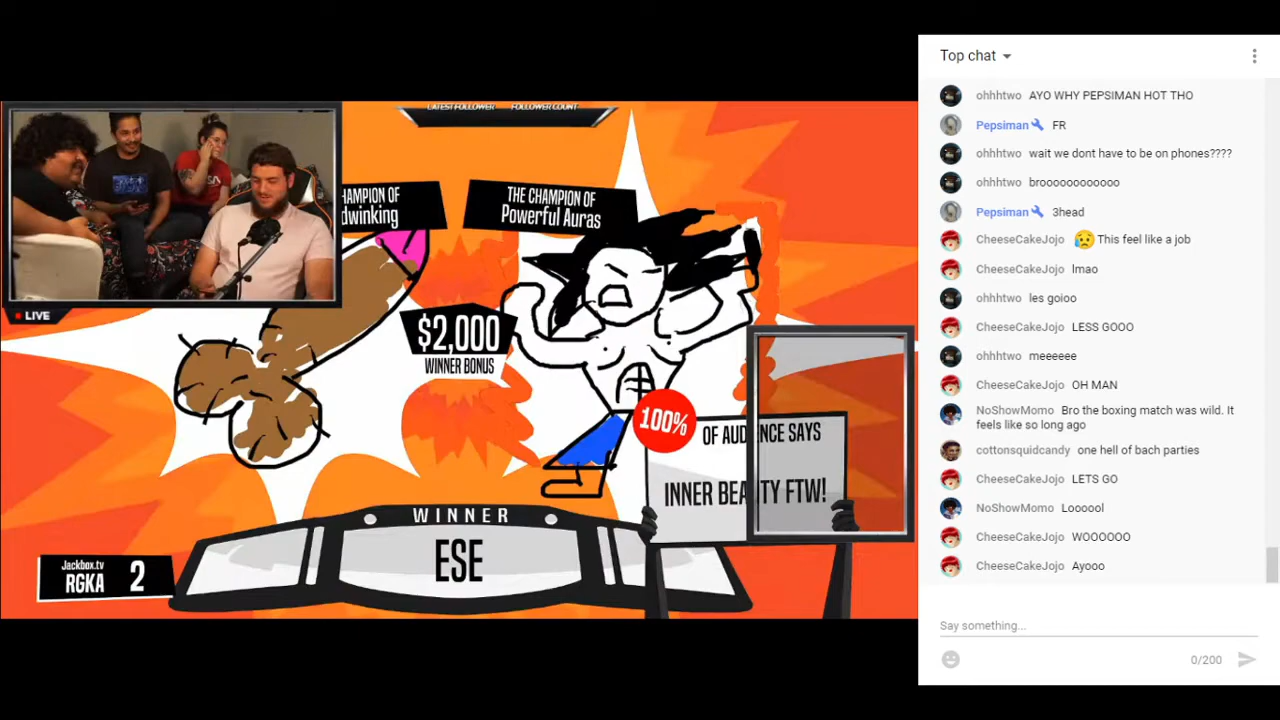 LATEST FOLLOWER FOLLOWER COUNT
HAMPION OF
dwinking
THE CHAMPION OF
Powerful Auras
LIVE
$2,000
WINNER BONUS
100%
OF AUDIENCE SAYS
INNER BEAUTY FTW!
WINNER
ESE
Jackbox.tv
RGKA 2
Top chat
ohhhtwo AYO WHY PEPSIMAN HOT THO
Pepsiman FR
ohhhtwo wait we dont have to be on phones????
ohhhtwo broooooooooooo
Pepsiman 3head
CheeseCakeJojo 😥This feel like a job
CheeseCakeJojo lmao
ohhhtwo les goioo
CheeseCakeJojo LESS GOOO
ohhhtwo meeeeee
CheeseCakeJojo OH MAN
NoShowMomo Bro the boxing match was wild. It
feels like so long ago
cottonsquidcandy one hell of bach parties
CheeseCakeJojo LETS GO
NoShowMomo Loooool
CheeseCakeJojo WOOOOOO
CheeseCakeJojo Ayooo
Say something...
0/200